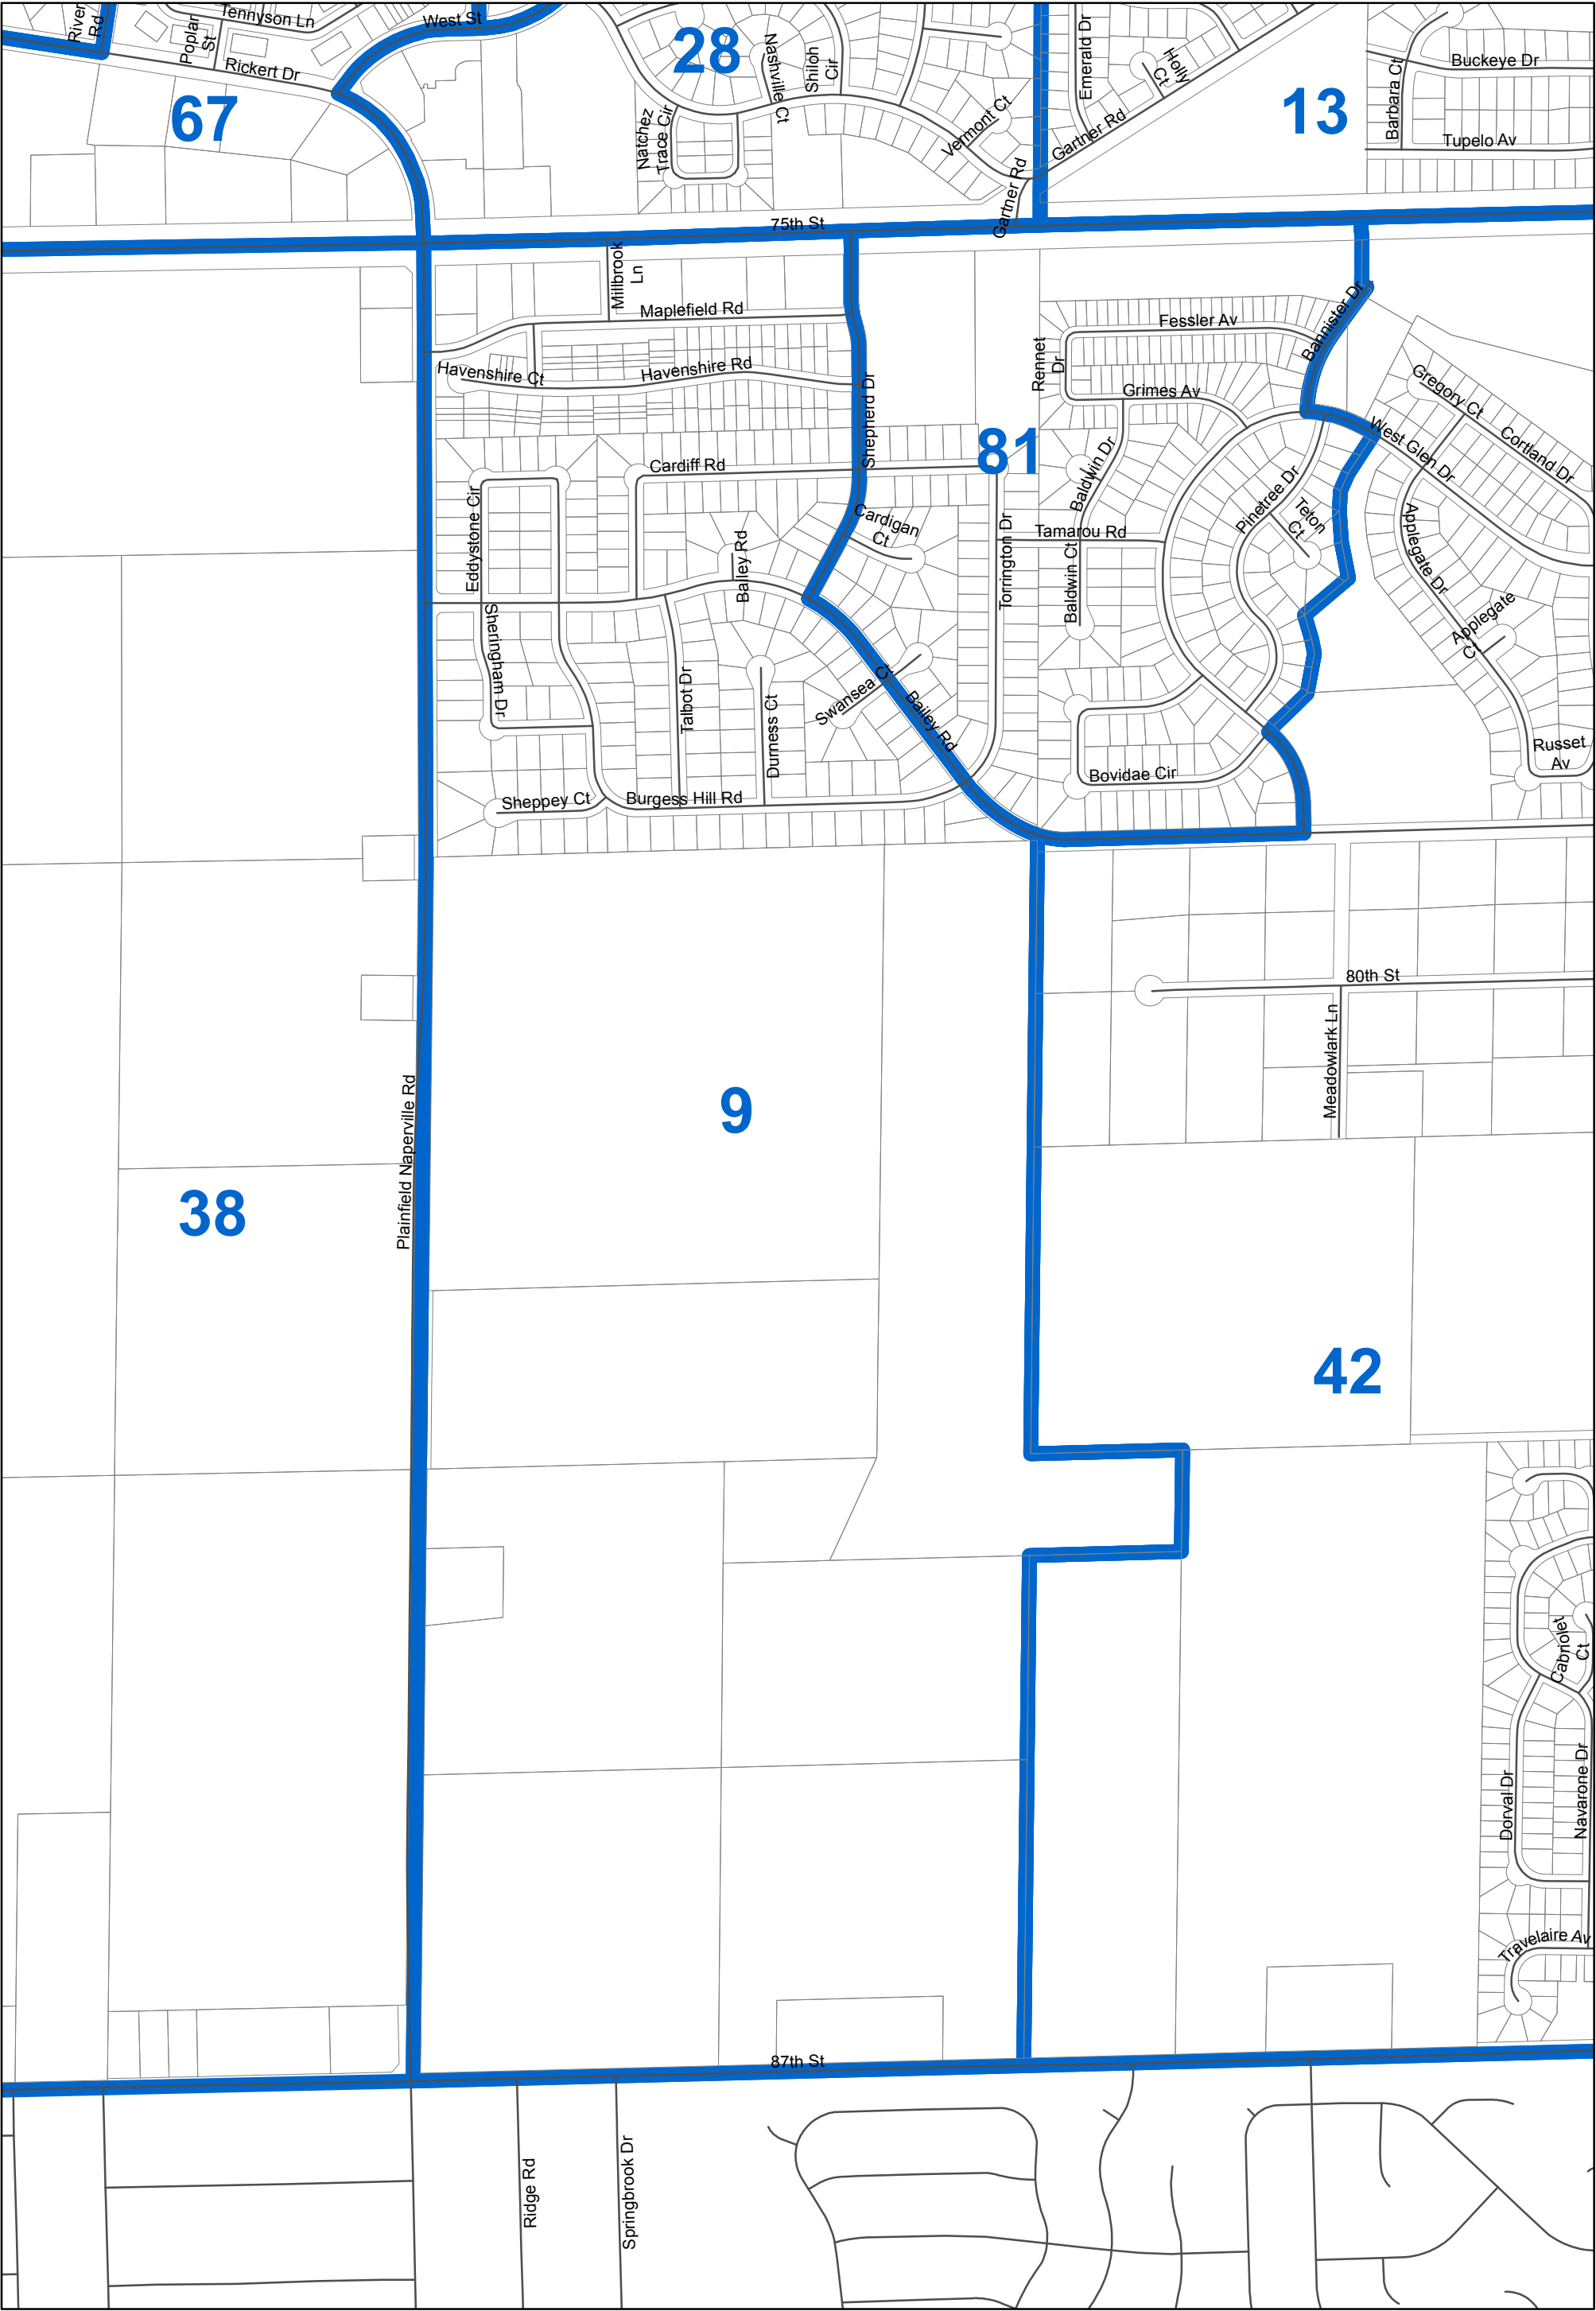 River
Rd
Poplar
St
Tennyson Ln
West St
Rickert Dr
67
28
Nashville Ct
Shiloh
Cir
Natchez
Trace Cir
Vermont Ct
Emerald Dr
Holly
Ct
Gartner Rd
Gartner Rd
13
Barbara Ct
Buckeye Dr
Tupelo Av
75th St
Millbrook
Ln
Maplefield Rd
Havenshire Ct
Havenshire Rd
Shepherd Dr
Rennet
Dr
Fessler Av
Bannister Dr
Grimes Av
Gregory Ct
Cortland Dr
West Glen Dr
81
Cardiff Rd
Baldwin Dr
Pinetree Dr
Teton
Ct
Applegate Dr
Eddystone Cir
Bailey Rd
Cardigan
Ct
Torrington Dr
Tamarou Rd
Baldwin Ct
Applegate
Ct
Sheringham Dr
Talbot Dr
Durness Ct
Swansea Ct
Bailey Rd
Russet
Av
Sheppey Ct
Burgess Hill Rd
Bovidae Cir
80th St
Meadowlark Ln
Plainfield Naperville Rd
9
38
42
Cabriolet
Ct
Dorval Dr
Navarone Dr
Travelaire Av
87th St
Ridge Rd
Springbrook Dr